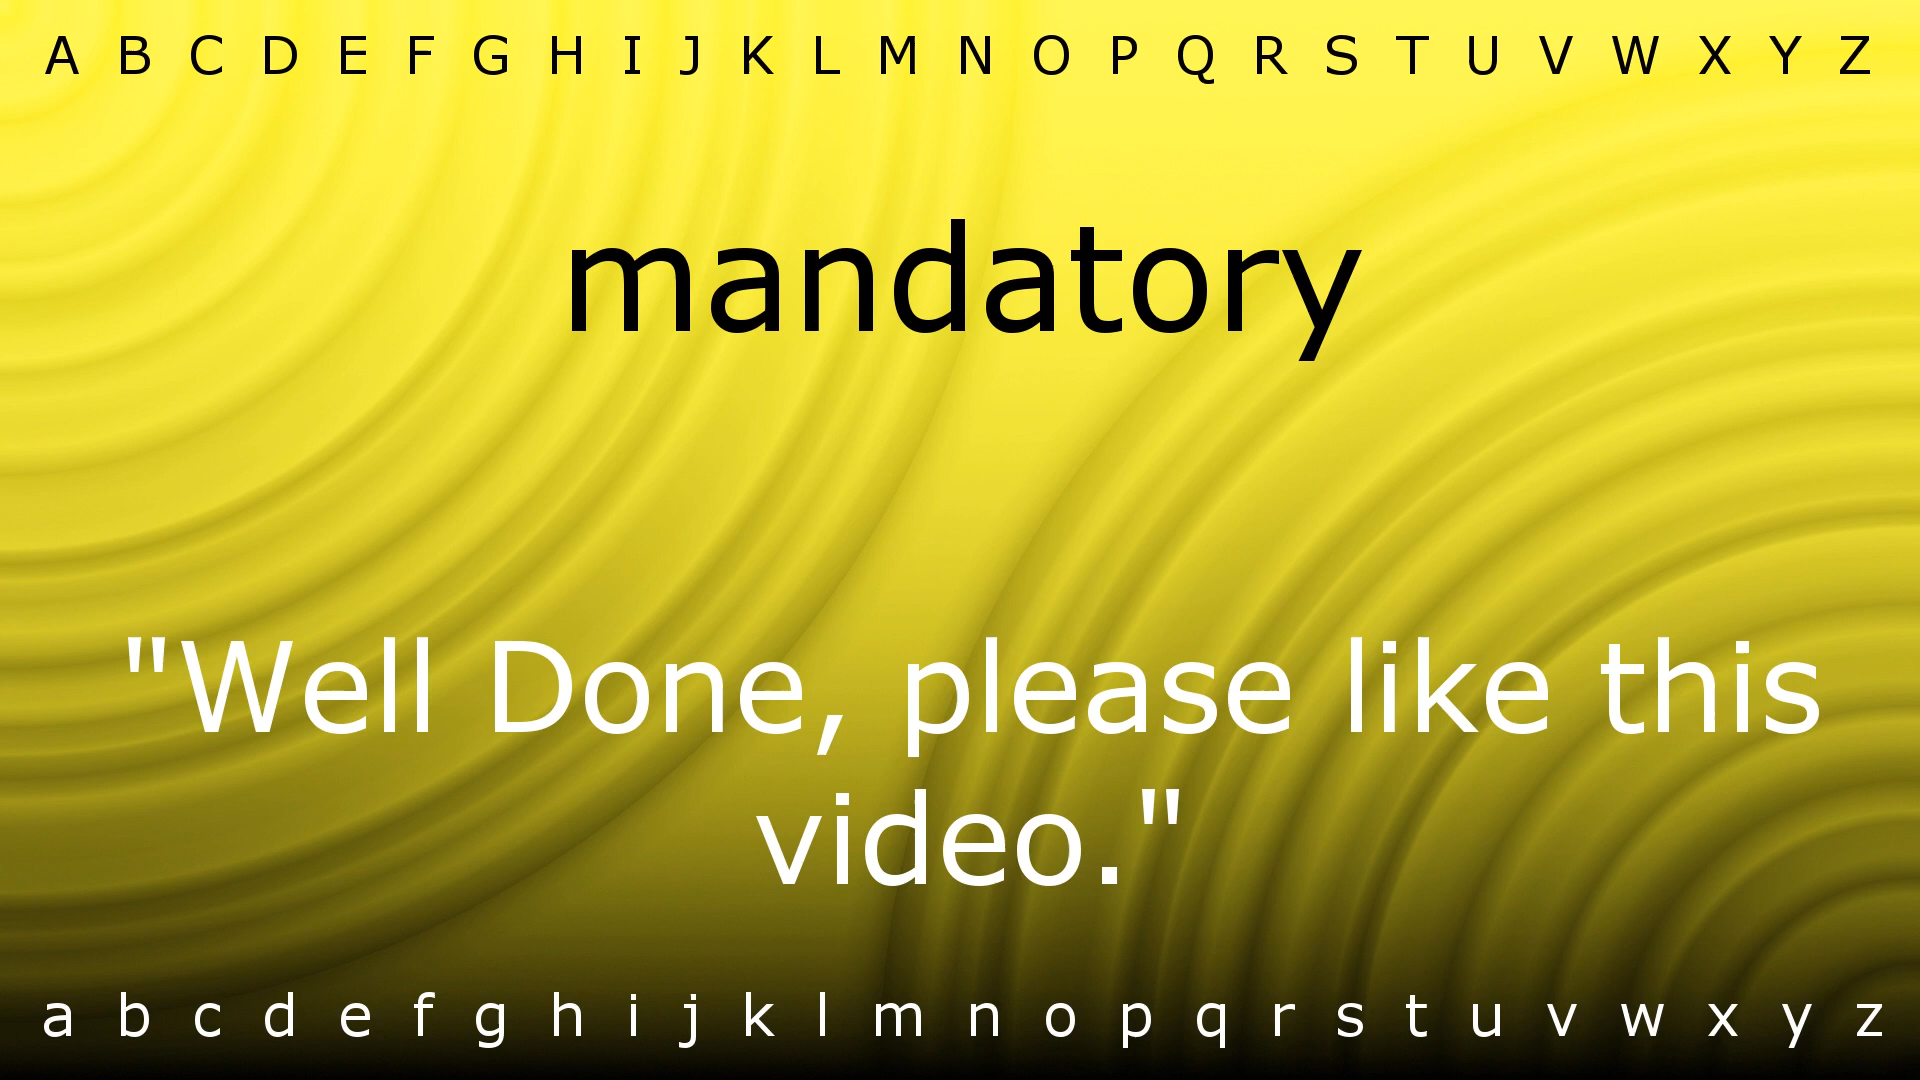 A B C D E F G H I J K L M N O P Q R S T U V W X Y Z
mandatory
"Well Done, please like this
video."
a b c d e f g h i j k l m n o p q r s t u v w x y z